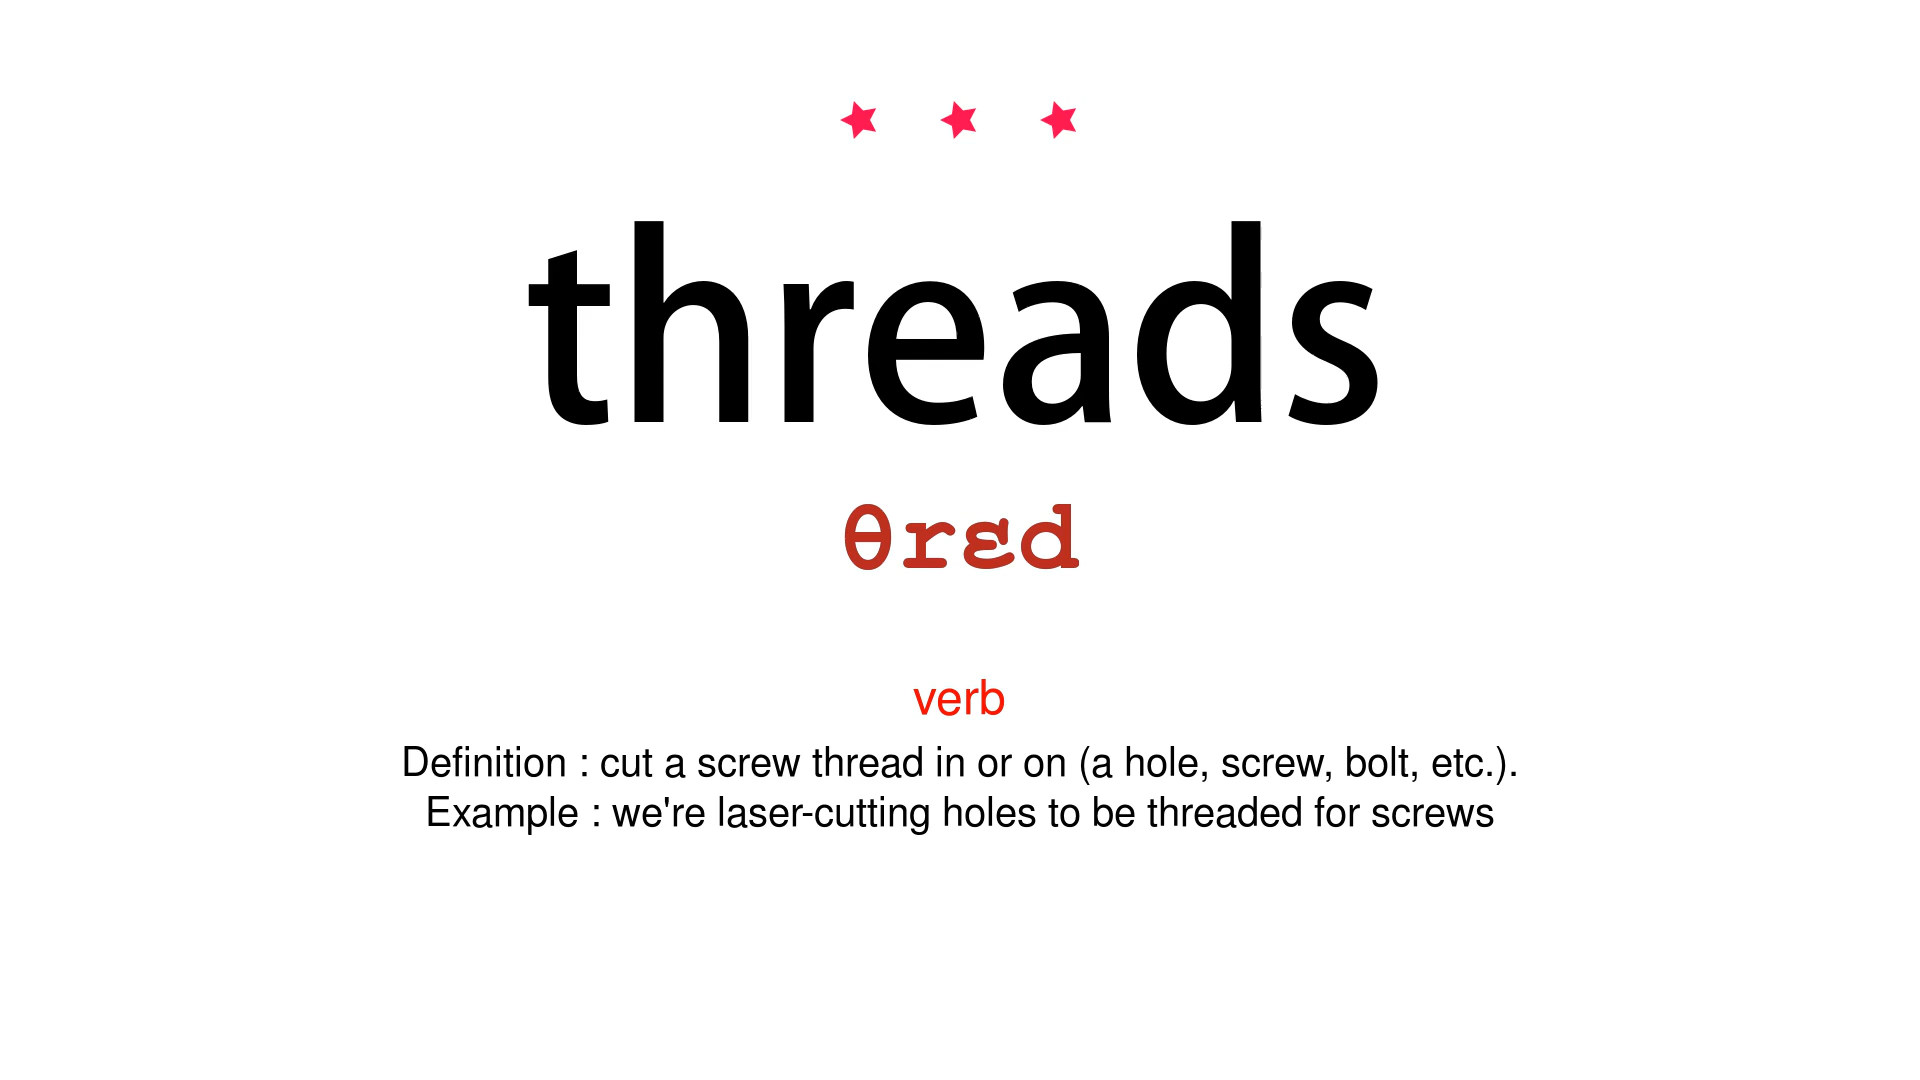 threads
θrɛd
verb
Definition : cut a screw thread in or on (a hole, screw, bolt, etc.).
Example : we're laser-cutting holes to be threaded for screws